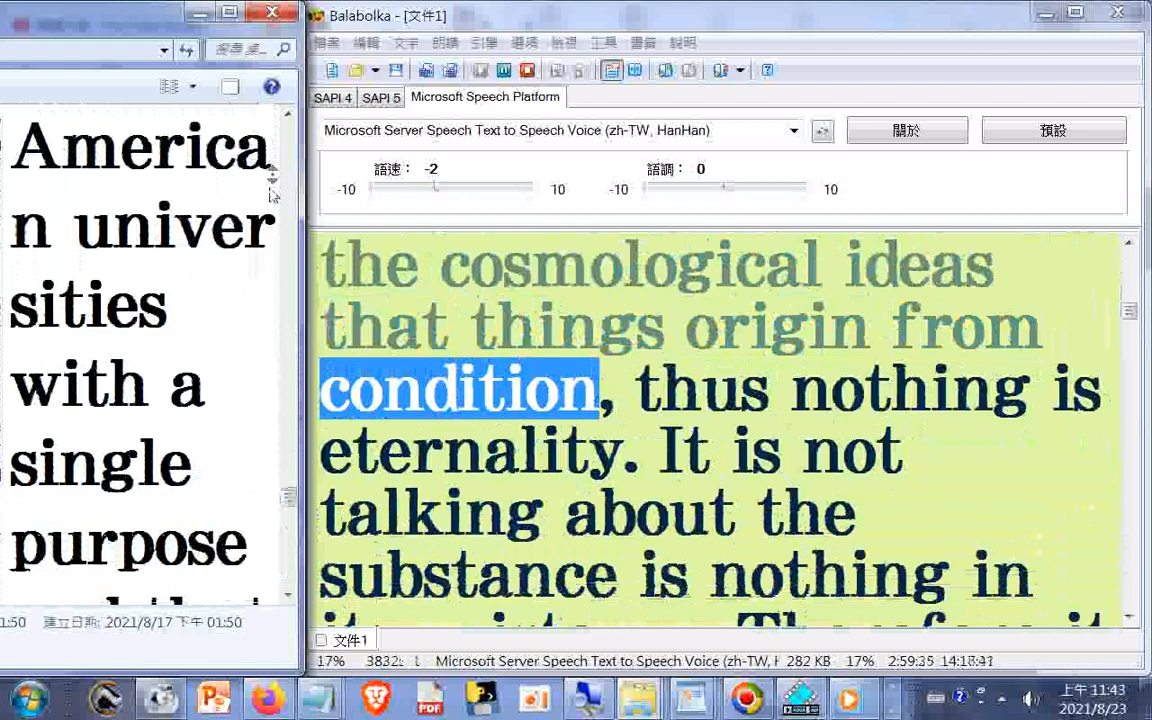 Balabolka - [文件1]
檔案 編輯 文字 朗讀 引擎 選項 檢視 工具 書籤 說明
SAPI 4 SAPI 5 Microsoft Speech Platform
Microsoft Server Speech Text to Speech Voice (zh-TW, HanHan)
關於
預設
語速： -2
語調： 0
-10 10 -10 10
America
n univer
sities
with a
single
purpose
the cosmological ideas
that things origin from
condition, thus nothing is
eternality. It is not
talking about the
substance is nothing in
文件1
:50 建立日期: 2021/8/17 下午 01:50
17% Microsoft Server Speech Text to Speech Voice (zh-TW, H 282 KB 17% 2:59:35
PDF
上午 11:43
2021/8/23